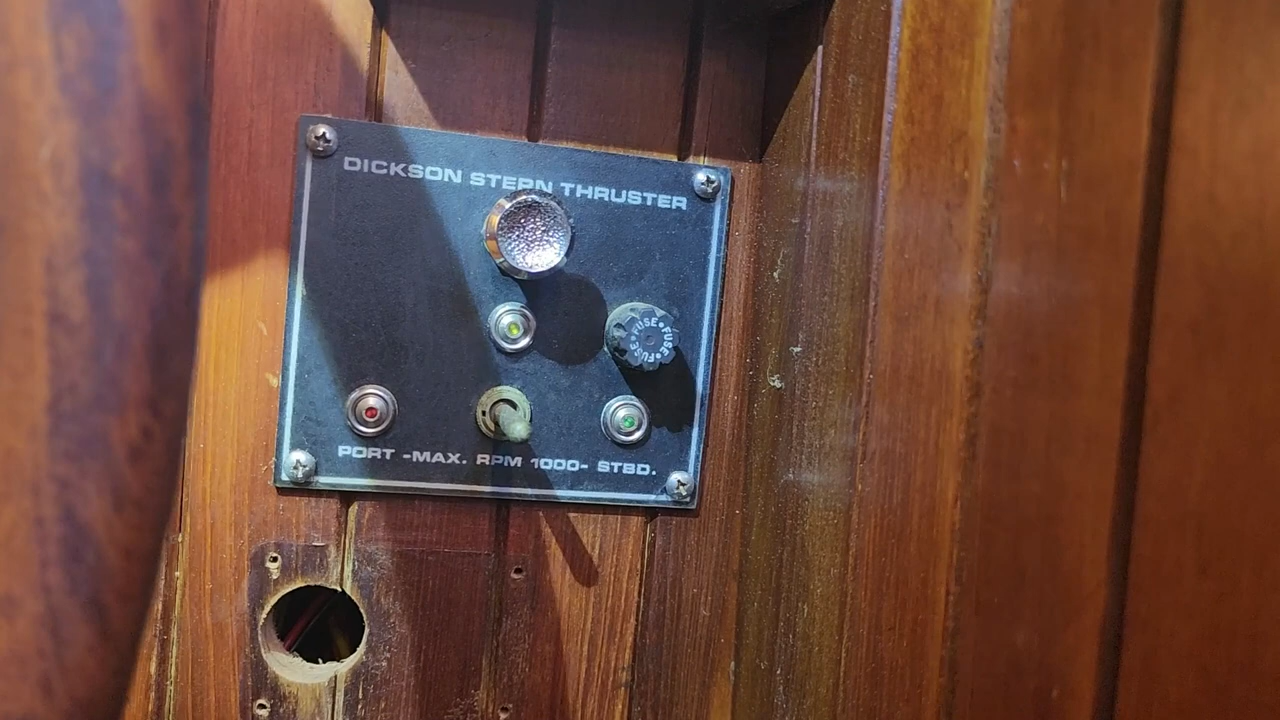 DICKSON STERN THRUSTER
FUSE • FUSE • FUSE •
PORT -MAX. RPM 1000- STBD.